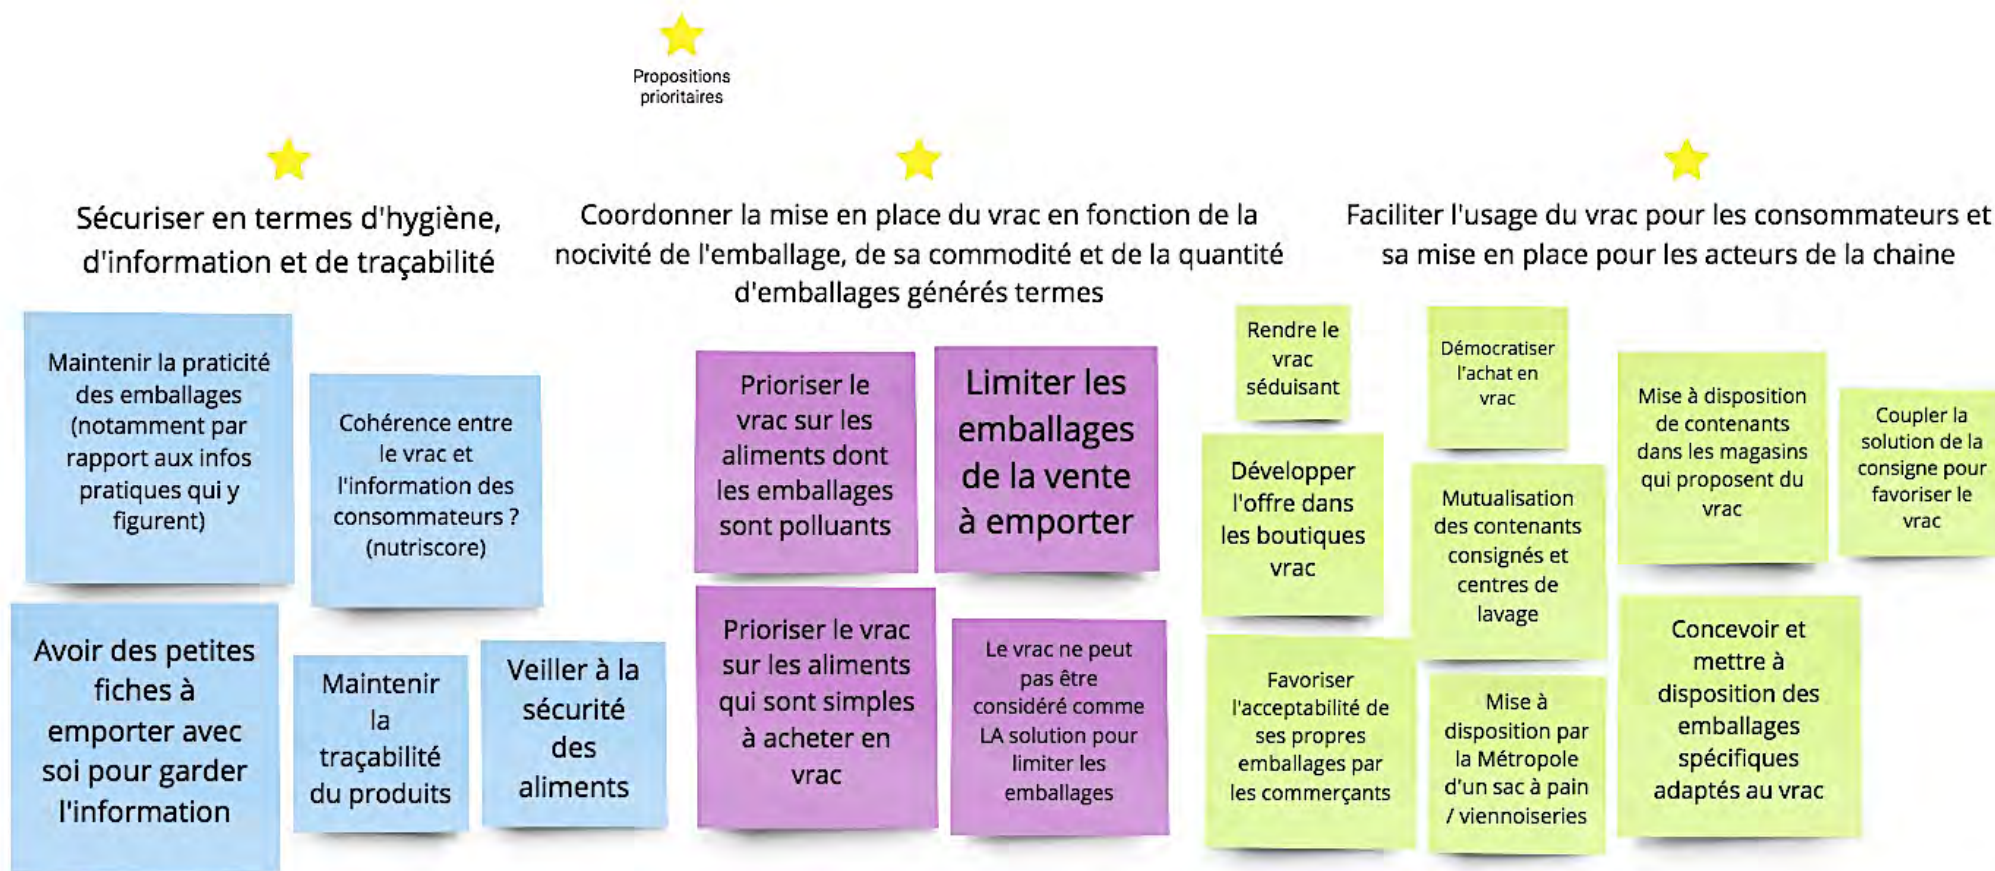 Propositions
prioritaires
Sécuriser en termes d'hygiène,
d'information et de traçabilité
Coordonner la mise en place du vrac en fonction de la
nocivité de l'emballage, de sa commodité et de la quantité
d'emballages générés termes
Faciliter l'usage du vrac pour les consommateurs et
sa mise en place pour les acteurs de la chaine
Maintenir la praticité
des emballages
(notamment par
rapport aux infos
pratiques qui y
figurent)
Cohérence entre
le vrac et
l'information des
consommateurs ?
(nutriscore)
Avoir des petites
fiches à
emporter avec
soi pour garder
l'information
Maintenir
la
traçabilité
du produits
Veiller à la
sécurité
des
aliments
Prioriser le
vrac sur les
aliments dont
les emballages
sont polluants
Limiter les
emballages
de la vente
à emporter
Prioriser le vrac
sur les aliments
qui sont simples
à acheter en
vrac
Le vrac ne peut
pas être
considéré comme
LA solution pour
limiter les
emballages
Rendre le
vrac
séduisant
Démocratiser
l'achat en
vrac
Mise à disposition
de contenants
dans les magasins
qui proposent du
vrac
Coupler la
solution de la
consigne pour
favoriser le
vrac
Développer
l'offre dans
les boutiques
vrac
Mutualisation
des contenants
consignés et
centres de
lavage
Favoriser
l'acceptabilité de
ses propres
emballages par
les commerçants
Mise à
disposition par
la Métropole
d'un sac à pain
/ viennoiseries
Concevoir et
mettre à
disposition des
emballages
spécifiques
adaptés au vrac